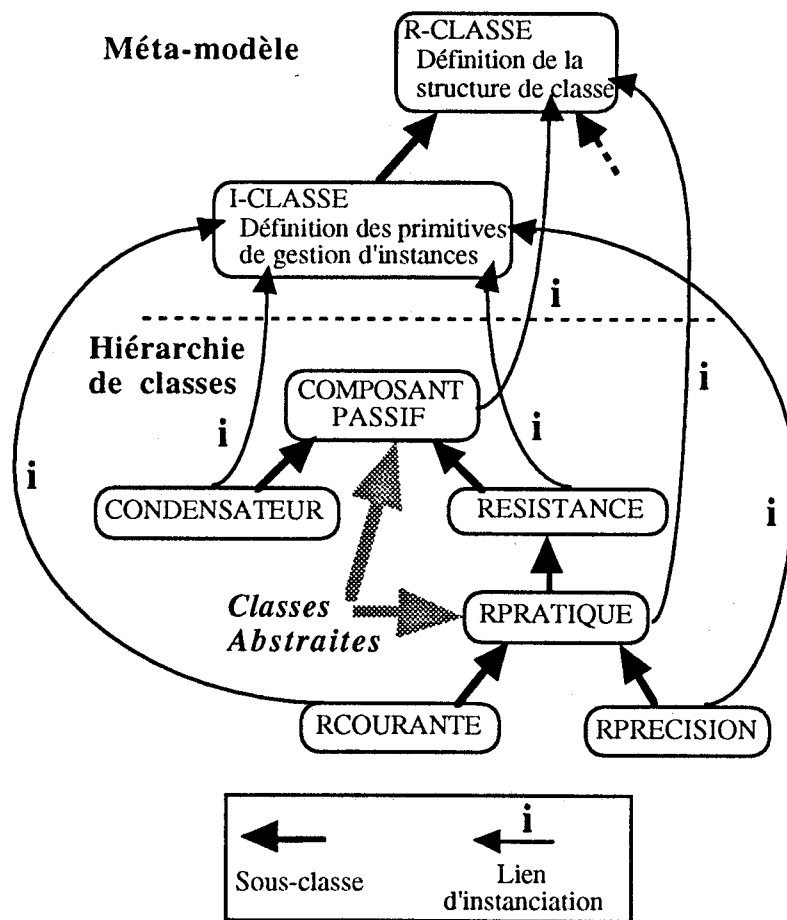 Méta-modèle
R-CLASSE
Définition de la
structure de classe
I-CLASSE
Définition des primitives
de gestion d'instances
i
Hiérarchie
de classes
COMPOSANT
PASSIF
i
i
i
i
i
CONDENSATEUR
RESISTANCE
Classes
Abstraites
RPRATIQUE
RCOURANTE
RPRECISION
i
Sous-classe
Lien
d'instanciation